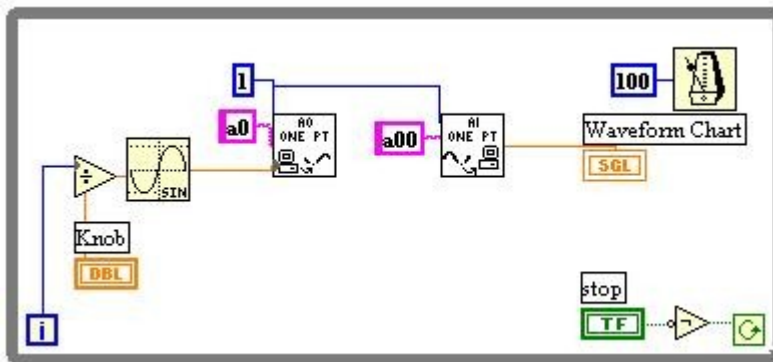 1
100
a0
AO
ONE PT
a00
AI
ONE PT
Waveform Chart
SGL
÷
SIN
Knob
DBL
i
stop
TF